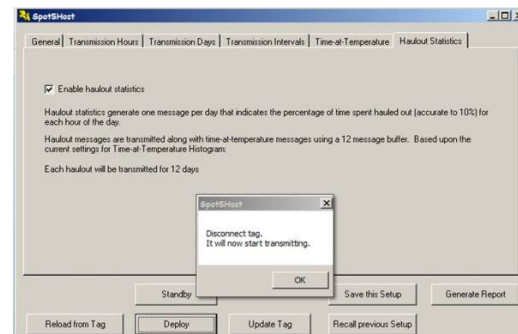 Spot5Host
General Transmission Hours Transmission Days Transmission Intervals Time-at-Temperature Haulout Statistics
Enable haulout statistics
Haulout statistics generate one message per day that indicates the percentage of time spent hauled out (accurate to 10%) for
each hour of the day.
Haulout messages are transmitted along with time-at-temperature messages using a 12 message buffer. Based upon the
current settings for Time-at-Temperature Histogram:
Each haulout will be transmitted for 12 days
Spot5Host
Disconnect tag.
It will now start transmitting.
OK
Standby Save this Setup Generate Report
Reload from Tag Deploy Update Tag Recall previous Setup